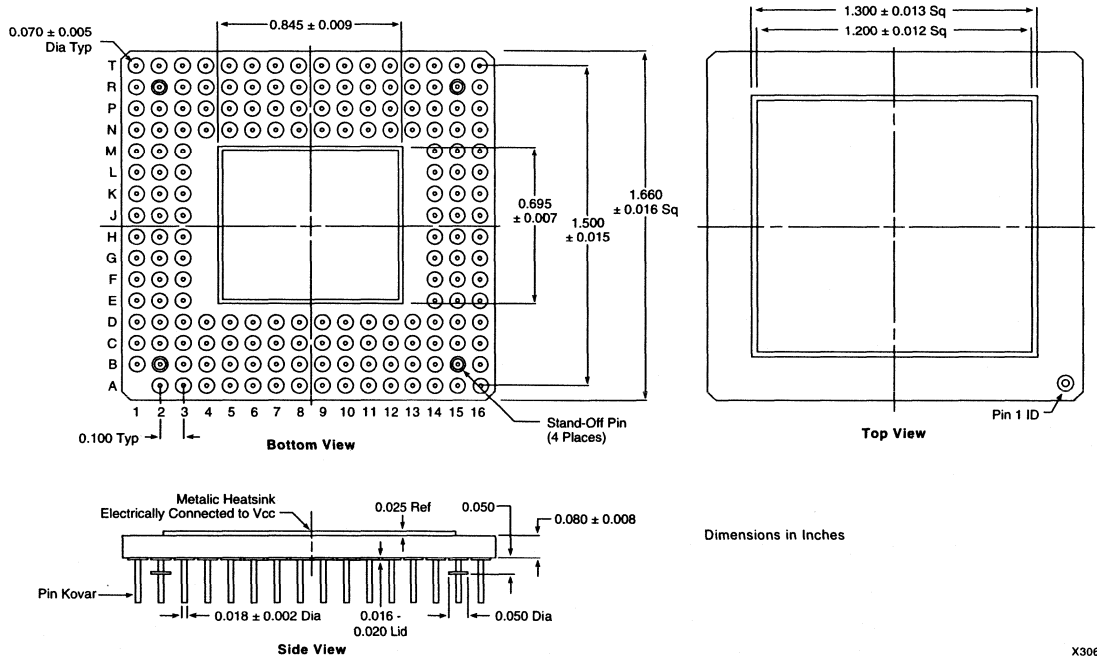 1.300 ± 0.013 Sq
1.200 ± 0.012 Sq
0.845 ± 0.009
0.070 ± 0.005
Dia Typ
T
R
P
N
M
L
K
J
H
G
F
E
D
C
B
A
0.695
± 0.007
1.500
± 0.015
1.660
± 0.016 Sq
1 2 3 4 5 6 7 8 9 10 11 12 13 14 15 16
0.100 Typ
Bottom View
Stand-Off Pin
(4 Places)
Pin 1 ID
Top View
Metalic Heatsink
Electrically Connected to Vcc
0.025 Ref
0.050
0.080 ± 0.008
Dimensions in Inches
Pin Kovar
0.018 ± 0.002 Dia
0.016 -
0.020 Lid
0.050 Dia
Side View
X306